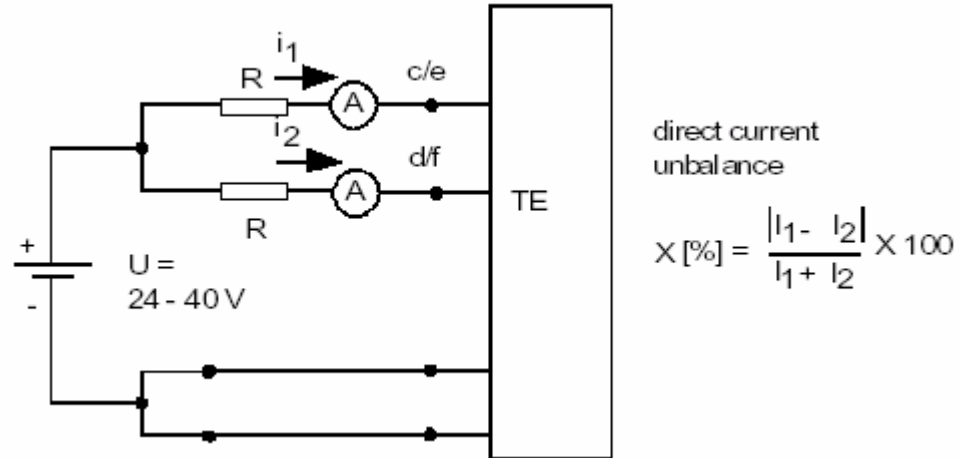 i1
R
A
c/e
i2
d/f
A
R
TE
+
-
U =
24 - 40 V
direct current
unbalance
X [%] = |I1 - I2| / I1 + I2 X 100